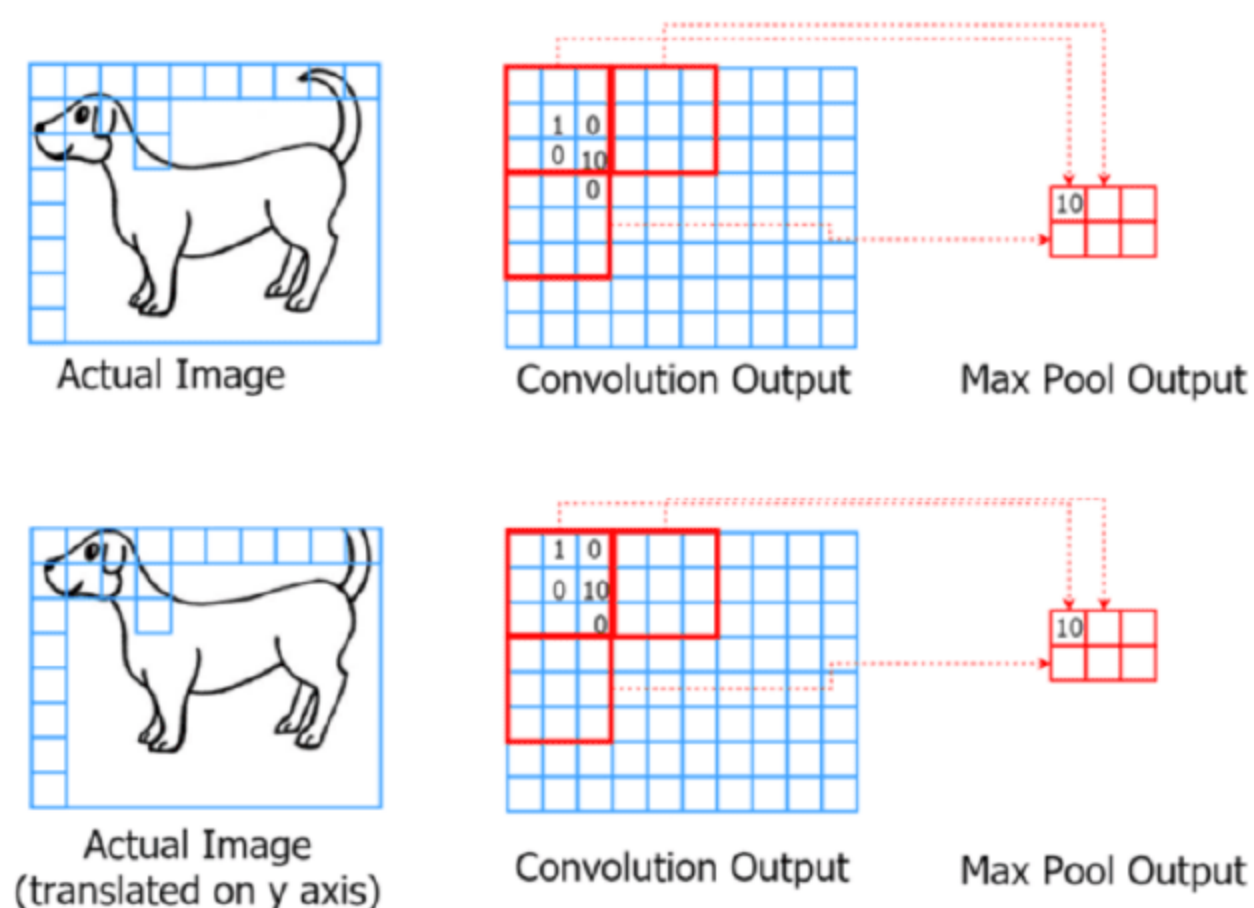 1 0
0 10
0
10
Actual Image
Convolution Output
Max Pool Output
1 0
0 10
0
10
Actual Image
(translated on y axis)
Convolution Output
Max Pool Output